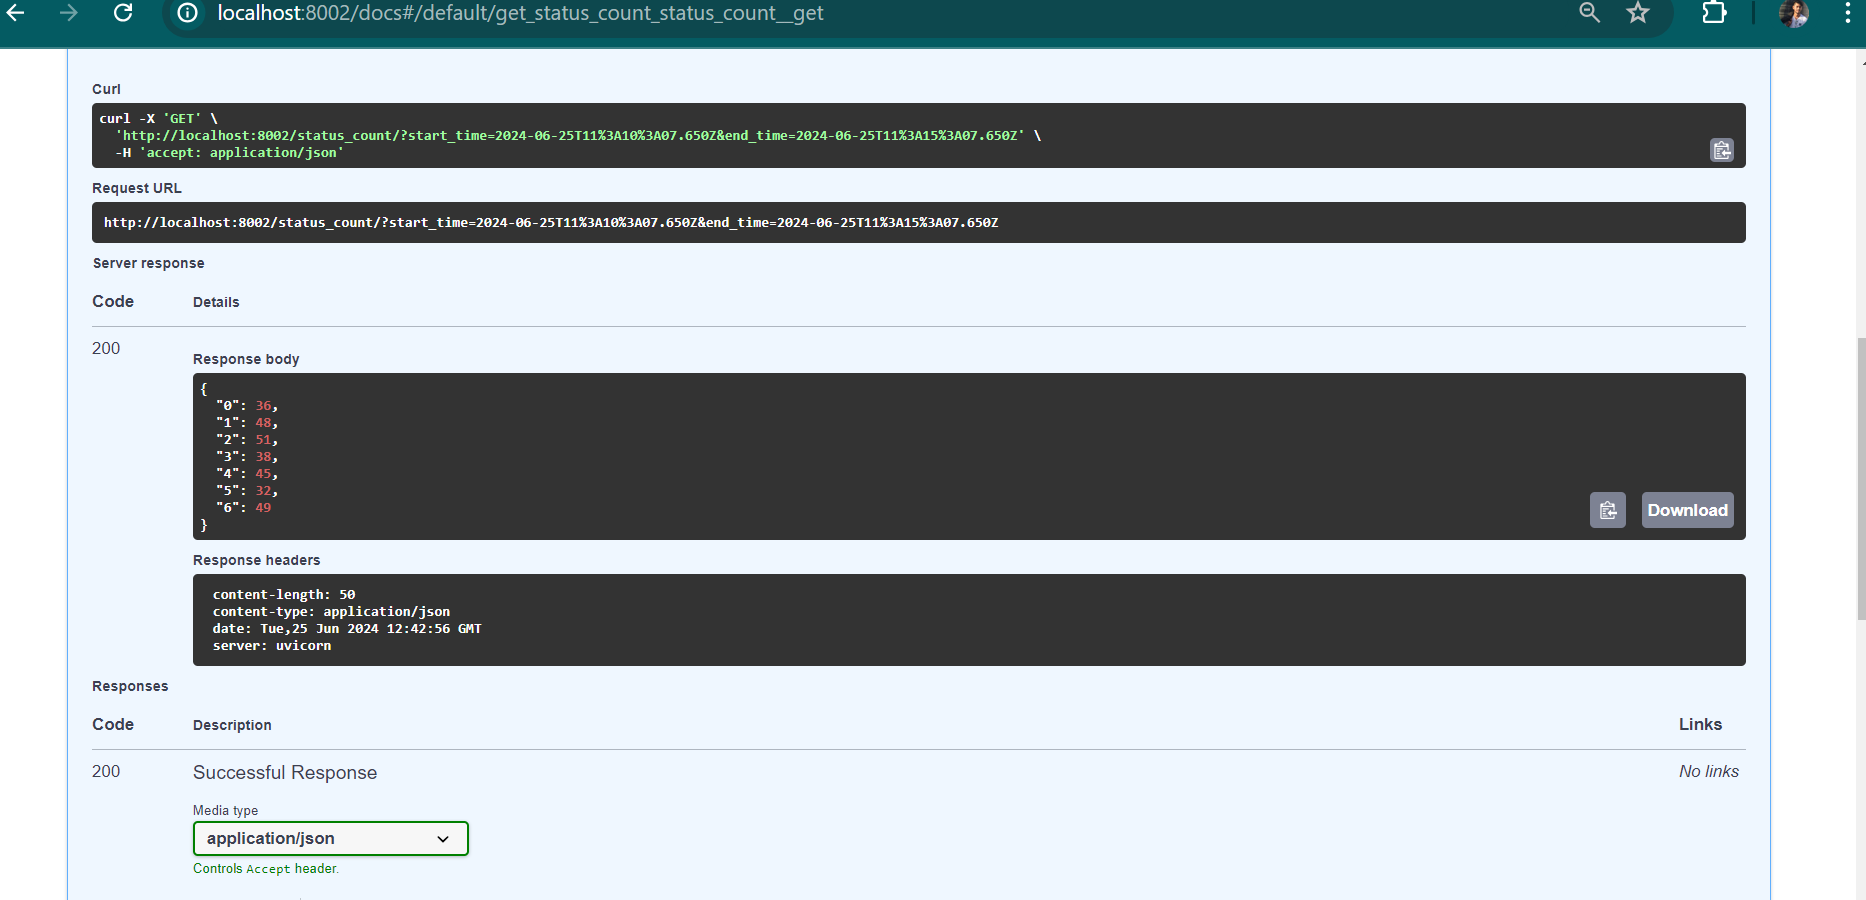 localhost:8002/docs#/default/get_status_count_status_count__get
Curl
curl -X 'GET' \
'http://localhost:8002/status_count/?start_time=2024-06-25T11%3A10%3A07.650Z&end_time=2024-06-25T11%3A15%3A07.650Z' \
-H 'accept: application/json'
Request URL
http://localhost:8002/status_count/?start_time=2024-06-25T11%3A10%3A07.650Z&end_time=2024-06-25T11%3A15%3A07.650Z
Server response
Code Details
200
Response body
{
"0": 36,
"1": 48,
"2": 51,
"3": 38,
"4": 45,
"5": 32,
"6": 49
}
Download
Response headers
content-length: 50
content-type: application/json
date: Tue,25 Jun 2024 12:42:56 GMT
server: uvicorn
Responses
Code Description Links
200 Successful Response No links
Media type
application/json
Controls Accept header.